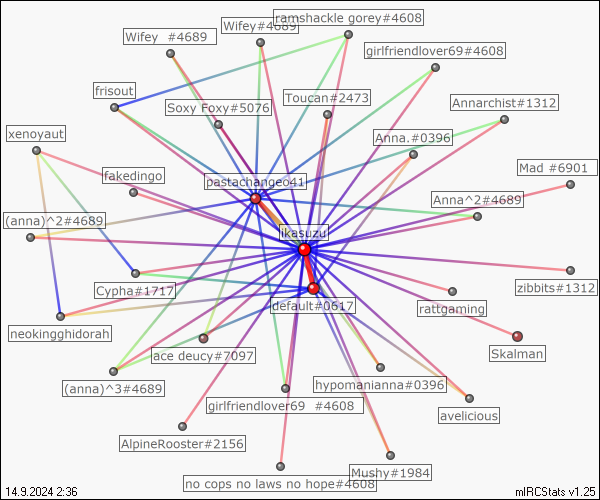 ramshackle gorey#4608
Wifey#4689
Wifey  #4689
girlfriendlover69#4608
frisout
Toucan#2473
Annarchist#1312
Soxy Foxy#5076
xenoyaut
Anna.#0396
Mad #6901
fakedingo
pastachangeo41
Anna^2#4689
(anna)^2#4689
ikasuzu
Cypha#1717
zibbits#1312
default#0617
rattgaming
neokingghidorah
ace deucy#7097
Skalman
(anna)^3#4689
hypomanianna#0396
girlfriendlover69  #4608
avelicious
AlpineRooster#2156
Mushy#1984
no cops no laws no hope#4608
14.9.2024 2:36
mIRCStats v1.25